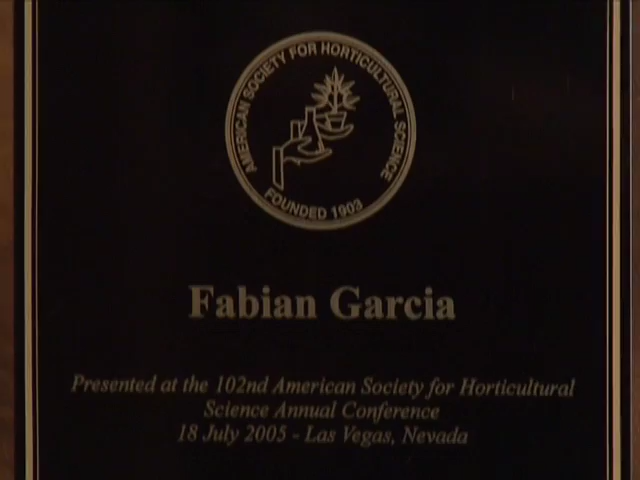 AMERICAN SOCIETY FOR HORTICULTURAL SCIENCE
FOUNDED 1903
Fabian Garcia
Presented at the 102nd American Society for Horticultural
Science Annual Conference
18 July 2005 - Las Vegas, Nevada